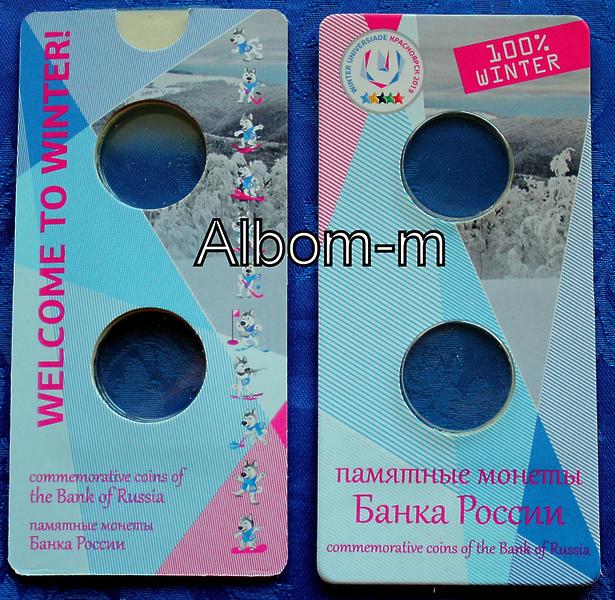 WELCOME TO WINTER!
commemorative coins of
the Bank of Russia
памятные монеты
Банка России
Albom-m
WINTER UNIVERSIADE КРАСНОЯРСК 2019
100%
WINTER
памятные монеты
Банка России
commemorative coins of the Bank of Russia